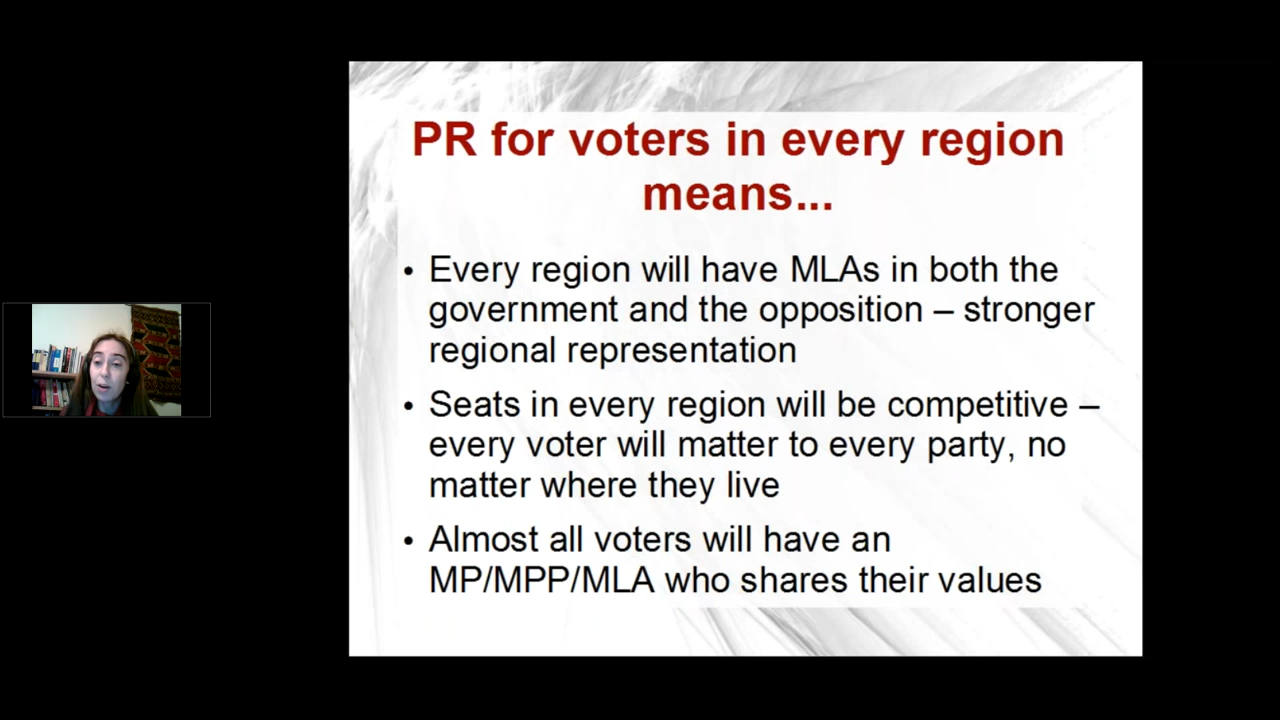 PR for voters in every region
means...
• Every region will have MLAs in both the
government and the opposition – stronger
regional representation
• Seats in every region will be competitive –
every voter will matter to every party, no
matter where they live
• Almost all voters will have an
MP/MPP/MLA who shares their values